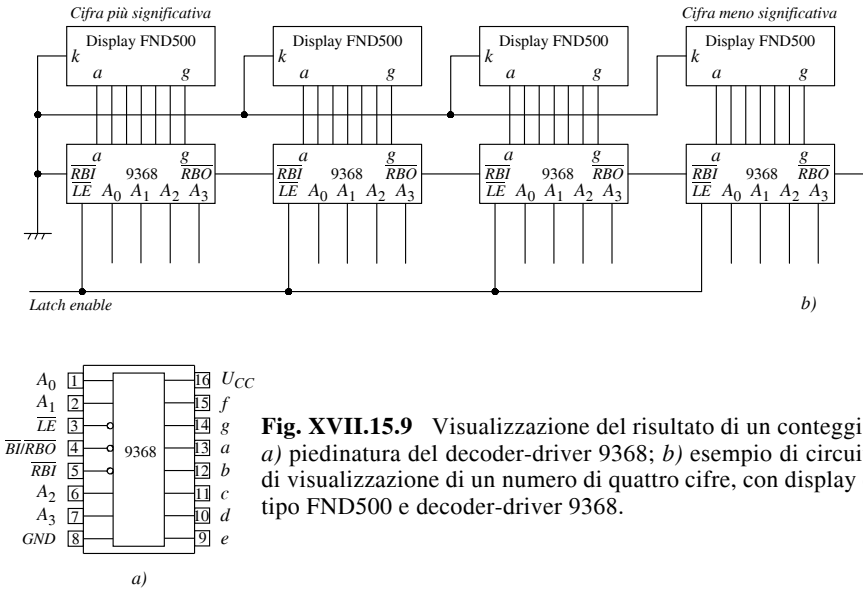 Cifra più significativa Cifra meno significativa
Display FND500 Display FND500 Display FND500 Display FND500
k k k k
a g a g a g a g
a g a g a g a g
RBI 9368 RBO RBI 9368 RBO RBI 9368 RBO RBI 9368 RBO
LE A0 A1 A2 A3 LE A0 A1 A2 A3 LE A0 A1 A2 A3 LE A0 A1 A2 A3
Latch enable b)
A0 1 16 UCC
A1 2 15 f
LE 3 14 g
BI/RBO 4 9368 13 a
RBI 5 12 b
A2 6 11 c
A3 7 10 d
GND 8 9 e
a)
Fig. XVII.15.9 Visualizzazione del risultato di un conteggi
a) piedinatura del decoder-driver 9368; b) esempio di circui
di visualizzazione di un numero di quattro cifre, con display
tipo FND500 e decoder-driver 9368.